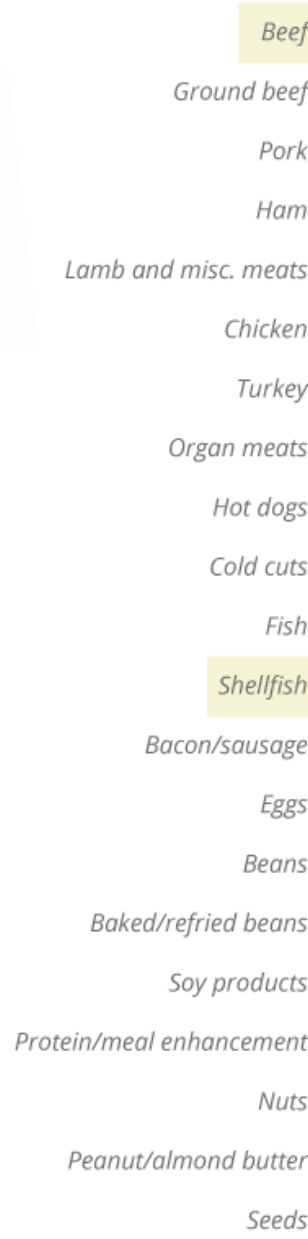 Beef
Ground beef
Pork
Ham
Lamb and misc. meats
Chicken
Turkey
Organ meats
Hot dogs
Cold cuts
Fish
Shellfish
Bacon/sausage
Eggs
Beans
Baked/refried beans
Soy products
Protein/meal enhancement
Nuts
Peanut/almond butter
Seeds